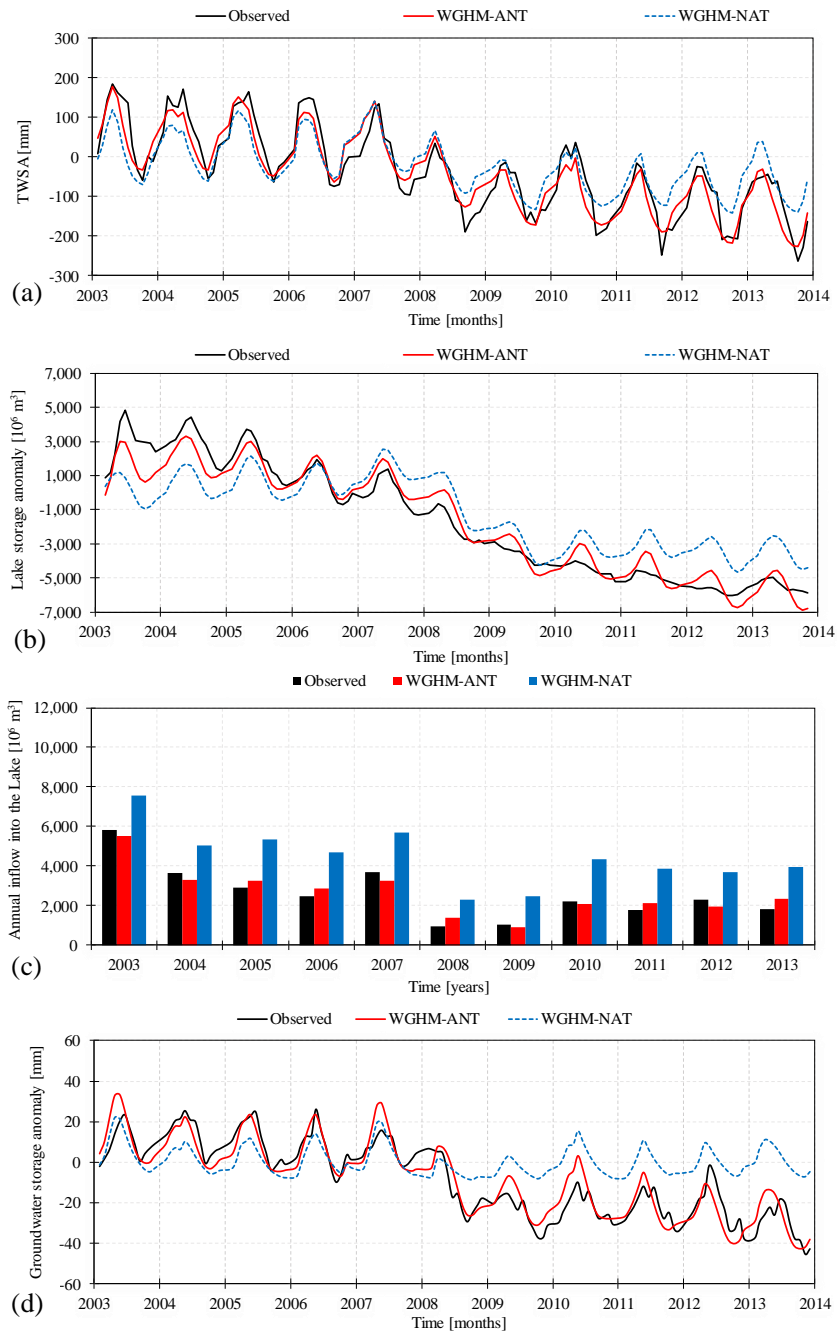 Observed WGHM-ANT WGHM-NAT
TWSA [mm]
300
200
100
0
-100
-200
-300
2003 2004 2005 2006 2007 2008 2009 2010 2011 2012 2013 2014
Time [months]
(a)
Observed WGHM-ANT WGHM-NAT
Lake storage anomaly [10⁶ m³]
7,000
5,000
3,000
1,000
-1,000
-3,000
-5,000
-7,000
2003 2004 2005 2006 2007 2008 2009 2010 2011 2012 2013 2014
Time [months]
(b)
Observed WGHM-ANT WGHM-NAT
Annual inflow into the Lake [10⁶ m³]
12,000
10,000
8,000
6,000
4,000
2,000
0
2003 2004 2005 2006 2007 2008 2009 2010 2011 2012 2013
Time [years]
(c)
Observed WGHM-ANT WGHM-NAT
Groundwater storage anomaly [mm]
60
40
20
0
-20
-40
-60
2003 2004 2005 2006 2007 2008 2009 2010 2011 2012 2013 2014
Time [months]
(d)